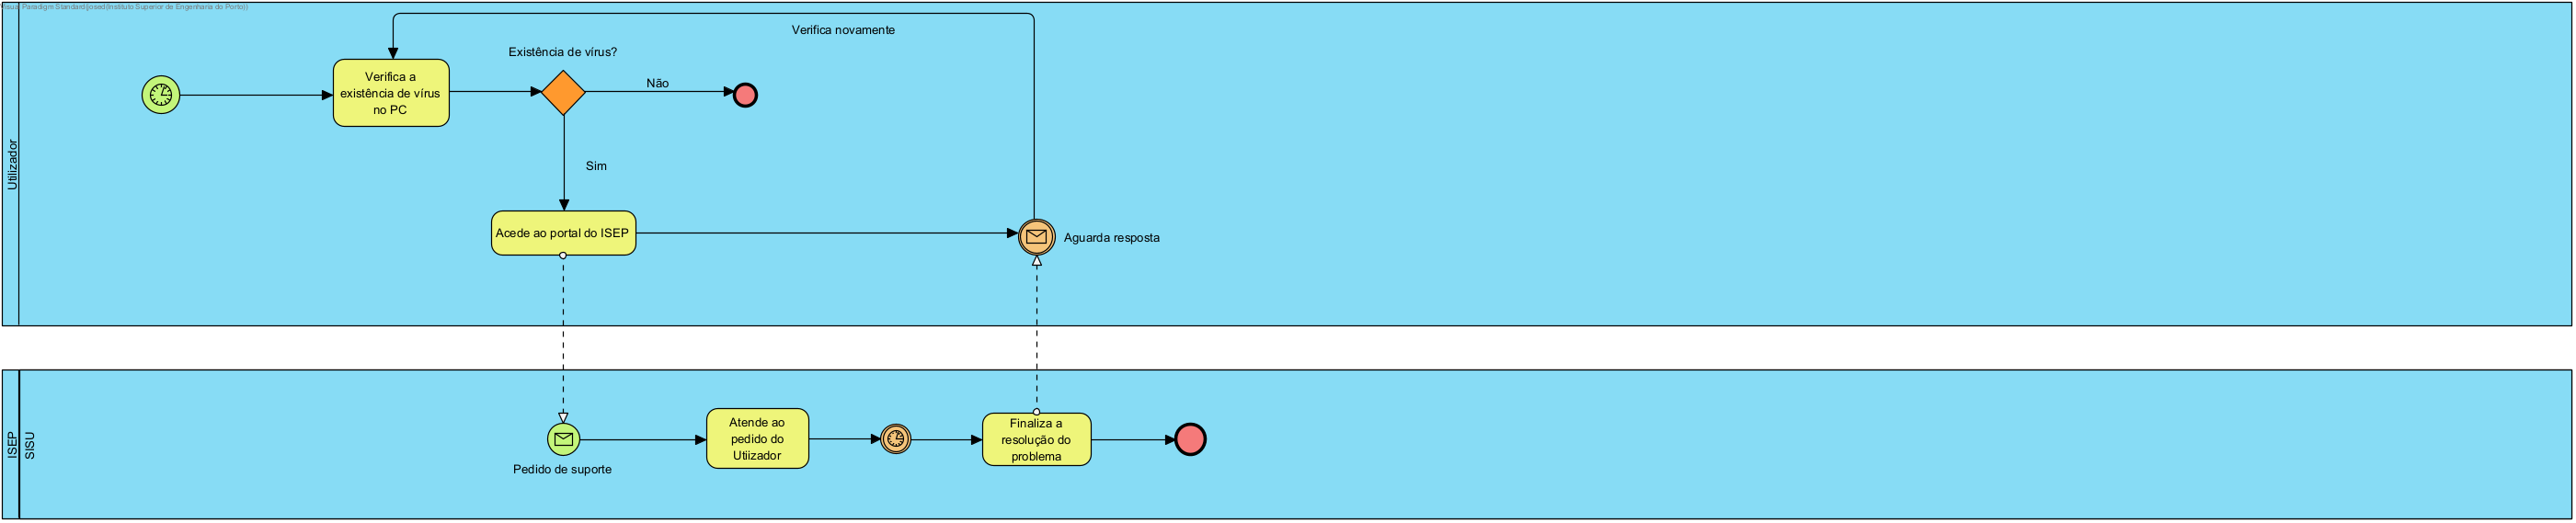 Visual Paradigm Standard(josed(Instituto Superior de Engenharia do Porto))
Utilizador
Verifica novamente
Existência de vírus?
Verifica a
existência de vírus
no PC
Não
Sim
Acede ao portal do ISEP
Aguarda resposta
ISEP
SISU
Pedido de suporte
Atende ao
pedido do
Utiizador
Finaliza a
resolução do
problema